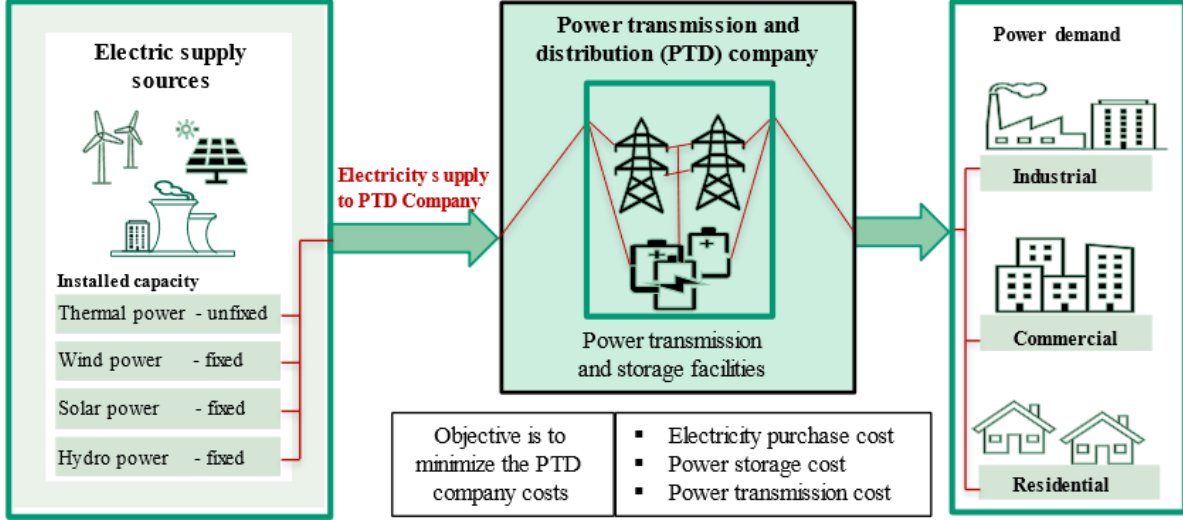 Electric supply
sources
Installed capacity
Thermal power - unfixed
Wind power - fixed
Solar power - fixed
Hydro power - fixed
Electricity supply
to PTD Company
Power transmission and
distribution (PTD) company
Power transmission
and storage facilities
Objective is to
minimize the PTD
company costs
▪ Electricity purchase cost
▪ Power storage cost
▪ Power transmission cost
Power demand
Industrial
Commercial
Residential